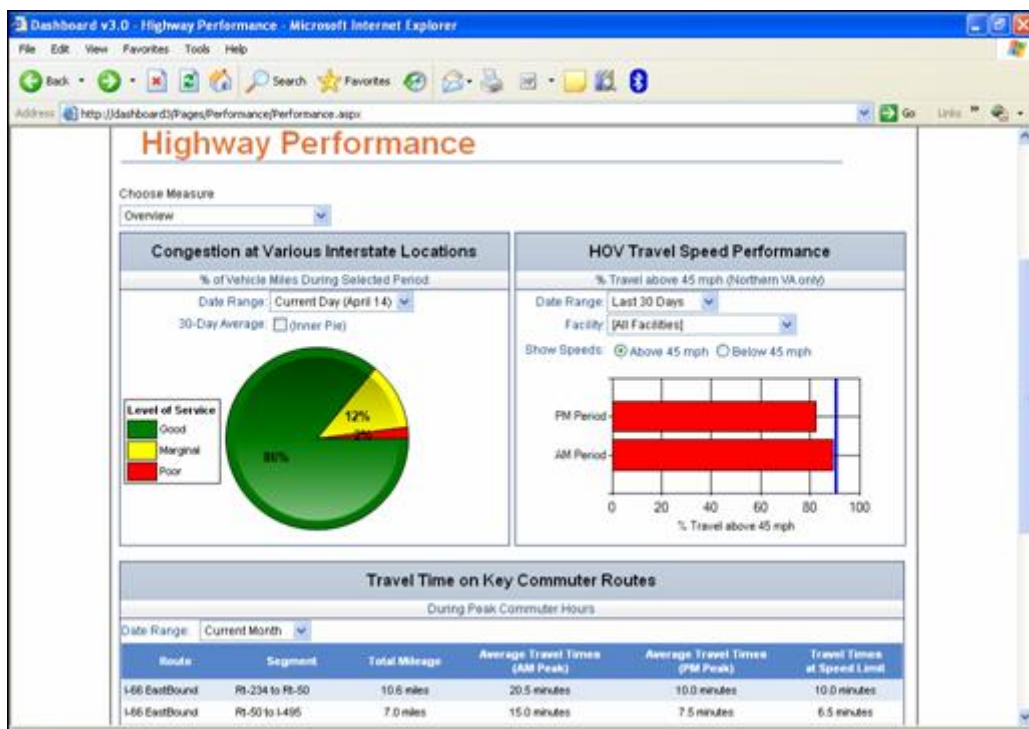 Dashboard v3.0 - Highway Performance - Microsoft Internet Explorer
File Edit View Favorites Tools Help
Back Search Favorites
Address http://dashboard3/Pages/Performance/Performance.aspx Go Links »
Highway Performance
Choose Measure
Overview
Congestion at Various Interstate Locations
% of Vehicle Miles During Selected Period
Date Range: Current Day (April 14)
30-Day Average: (Inner Pie)
Level of Service
Good
Marginal
Poor
12%
2%
86%
HOV Travel Speed Performance
% Travel above 45 mph (Northern VA only)
Date Range: Last 30 Days
Facility: [All Facilities]
Show Speeds: Above 45 mph Below 45 mph
PM Period
AM Period
0 20 40 60 80 100
% Travel above 45 mph
Travel Time on Key Commuter Routes
During Peak Commuter Hours
Date Range: Current Month
Route Segment Total Mileage Average Travel Times (AM Peak) Average Travel Times (PM Peak) Travel Times at Speed Limit
I-66 EastBound Rt-234 to Rt-50 10.6 miles 20.5 minutes 10.0 minutes 10.0 minutes
I-66 EastBound Rt-50 to I-495 7.0 miles 15.0 minutes 7.5 minutes 6.5 minutes